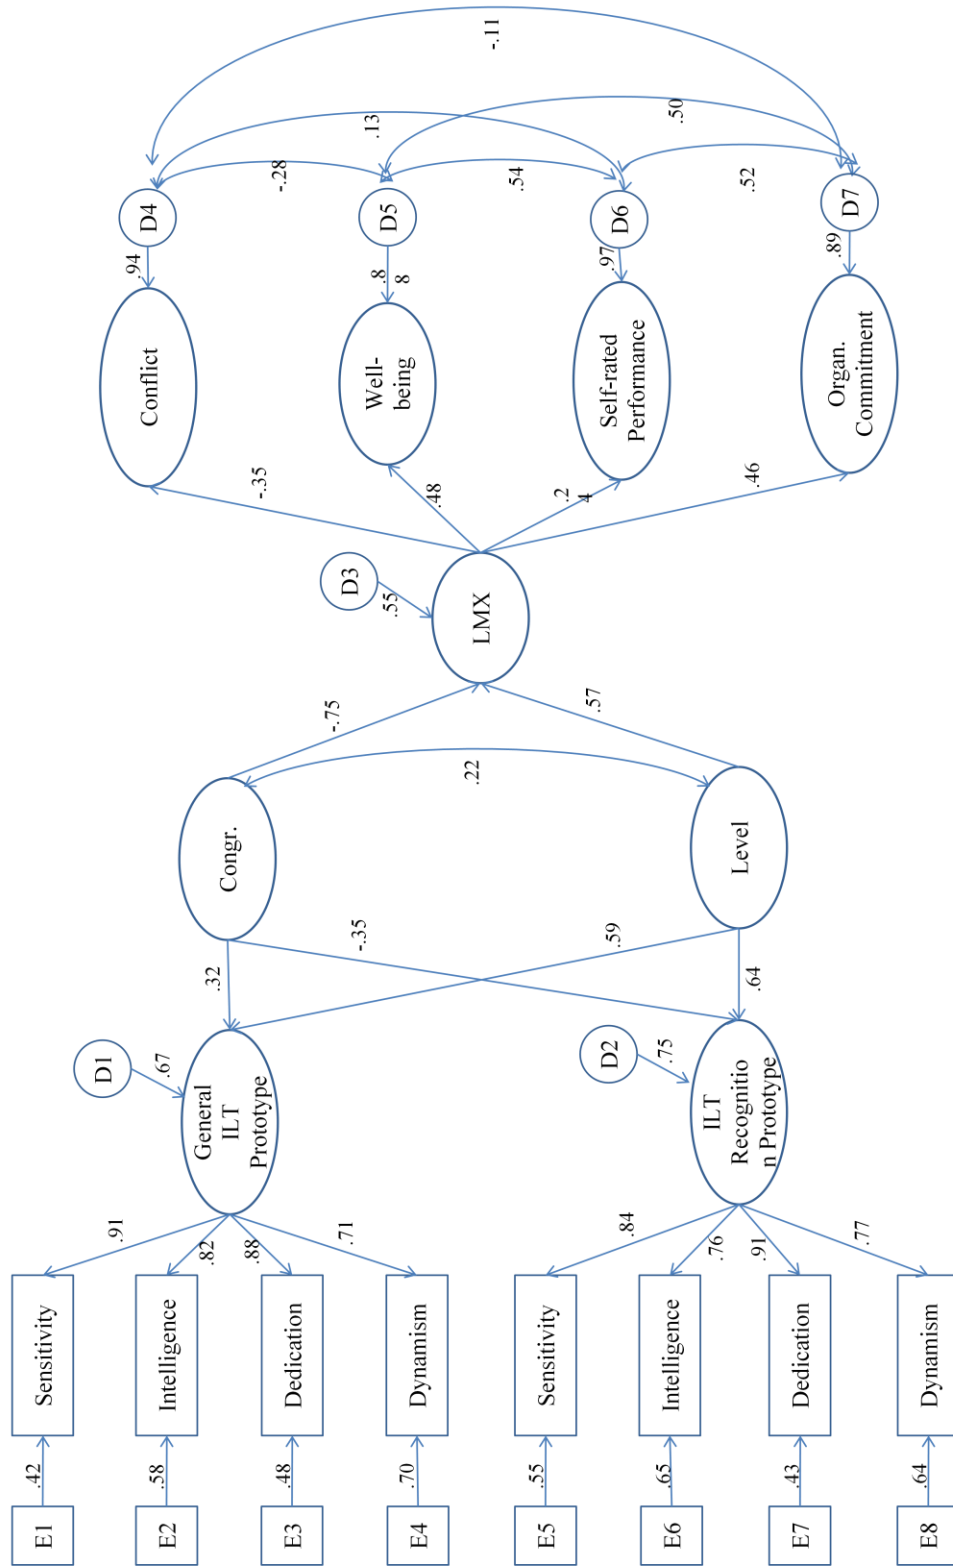 E1
.42
Sensitivity
.91
E2
.58
Intelligence
.82
E3
.48
Dedication
.88
E4
.70
Dynamism
.71
E5
.55
Sensitivity
.84
E6
.65
Intelligence
.76
E7
.43
Dedication
.91
E8
.64
Dynamism
.77
D1
.67
General
ILT
Prototype
D2
.75
ILT
Recognitio
n Prototype
.32
-.35
.59
.64
Congr.
Level
.22
-.75
.57
D3
.55
LMX
-.35
.48
.2
4
.46
Conflict
.94
D4
Well-
being
.8
8
D5
Self-rated
Performance
.97
D6
Organ.
Commitment
.89
D7
-.28
.13
-.11
.54
.50
.52